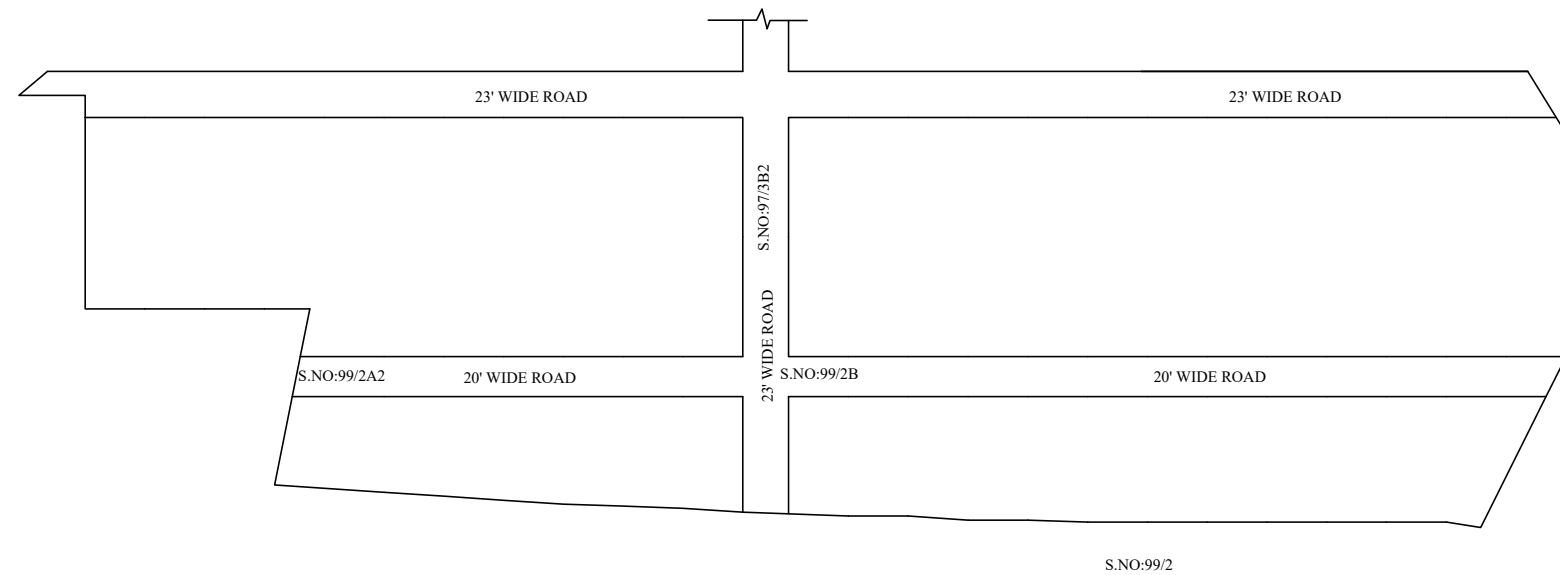 23' WIDE ROAD
23' WIDE ROAD
S.NO:97/3B2
23' WIDE ROAD
S.NO:99/2A2
20' WIDE ROAD
S.NO:99/2B
20' WIDE ROAD
S.NO:99/2